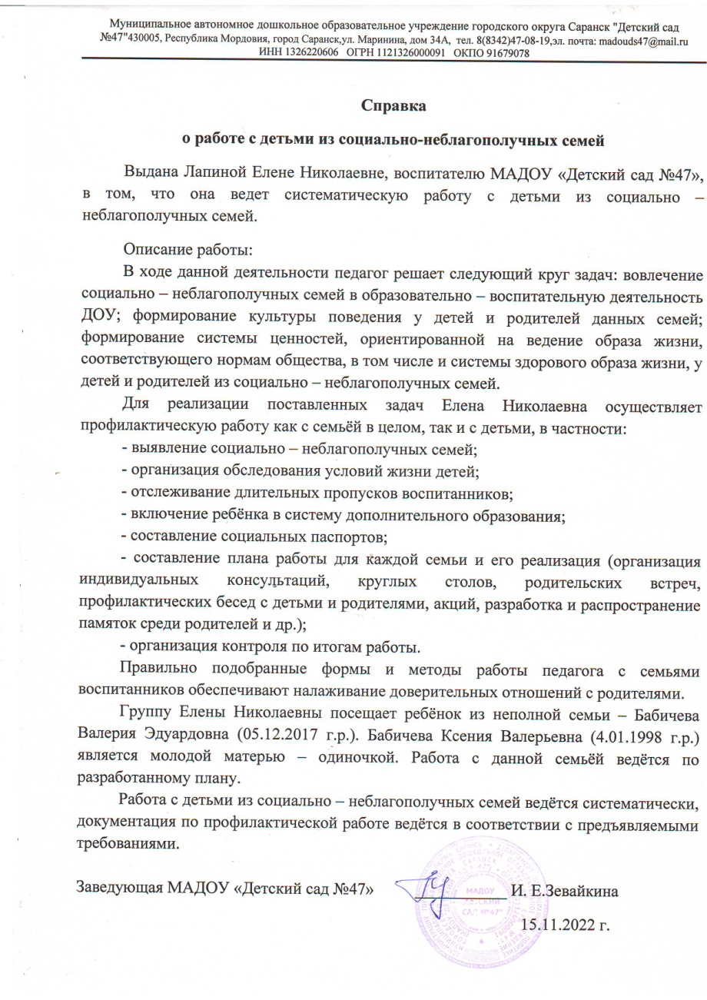 Муниципальное автономное дошкольное образовательное учреждение городского округа Саранск "Детский сад
№47"430005, Республика Мордовия, город Саранск,ул. Маринина, дом 34А, тел. 8(8342)47-08-19,эл. почта: madouds47@mail.ru
ИНН 1326220606 ОГРН 1121326000091 ОКПО 91679078
Справка
о работе с детьми из социально-неблагополучных семей
Выдана Лапиной Елене Николаевне, воспитателю МАДОУ «Детский сад №47»,
в том, что она ведет систематическую работу с детьми из социально –
неблагополучных семей.
Описание работы:
В ходе данной деятельности педагог решает следующий круг задач: вовлечение
социально – неблагополучных семей в образовательно – воспитательную деятельность
ДОУ; формирование культуры поведения у детей и родителей данных семей;
формирование системы ценностей, ориентированной на ведение образа жизни,
соответствующего нормам общества, в том числе и системы здорового образа жизни, у
детей и родителей из социально – неблагополучных семей.
Для реализации поставленных задач Елена Николаевна осуществляет
профилактическую работу как с семьёй в целом, так и с детьми, в частности:
- выявление социально – неблагополучных семей;
- организация обследования условий жизни детей;
- отслеживание длительных пропусков воспитанников;
- включение ребёнка в систему дополнительного образования;
- составление социальных паспортов;
- составление плана работы для каждой семьи и его реализация (организация
индивидуальных консультаций, круглых столов, родительских встреч,
профилактических бесед с детьми и родителями, акций, разработка и распространение
памяток среди родителей и др.);
- организация контроля по итогам работы.
Правильно подобранные формы и методы работы педагога с семьями
воспитанников обеспечивают налаживание доверительных отношений с родителями.
Группу Елены Николаевны посещает ребёнок из неполной семьи – Бабичева
Валерия Эдуардовна (05.12.2017 г.р.). Бабичева Ксения Валерьевна (4.01.1998 г.р.)
является молодой матерью – одиночкой. Работа с данной семьёй ведётся по
разработанному плану.
Работа с детьми из социально – неблагополучных семей ведётся систематически,
документация по профилактической работе ведётся в соответствии с предъявляемыми
требованиями.
Заведующая МАДОУ «Детский сад №47» И. Е.Зевайкина
МАДОУ
"ДЕТСКИЙ
САД №47"
15.11.2022 г.